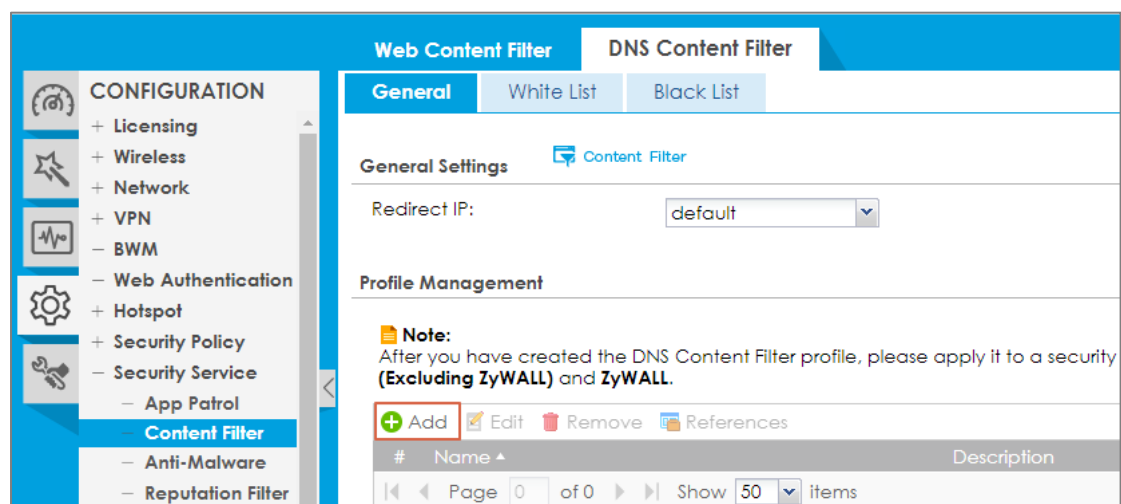 Web Content Filter DNS Content Filter
CONFIGURATION
+ Licensing
+ Wireless
+ Network
+ VPN
− BWM
− Web Authentication
+ Hotspot
+ Security Policy
− Security Service
− App Patrol
− Content Filter
− Anti-Malware
− Reputation Filter
General White List Black List
General Settings Content Filter
Redirect IP: default
Profile Management
Note:
After you have created the DNS Content Filter profile, please apply it to a security
(Excluding ZyWALL) and ZyWALL.
Add Edit Remove References
# Name Description
Page 0 of 0 Show 50 items